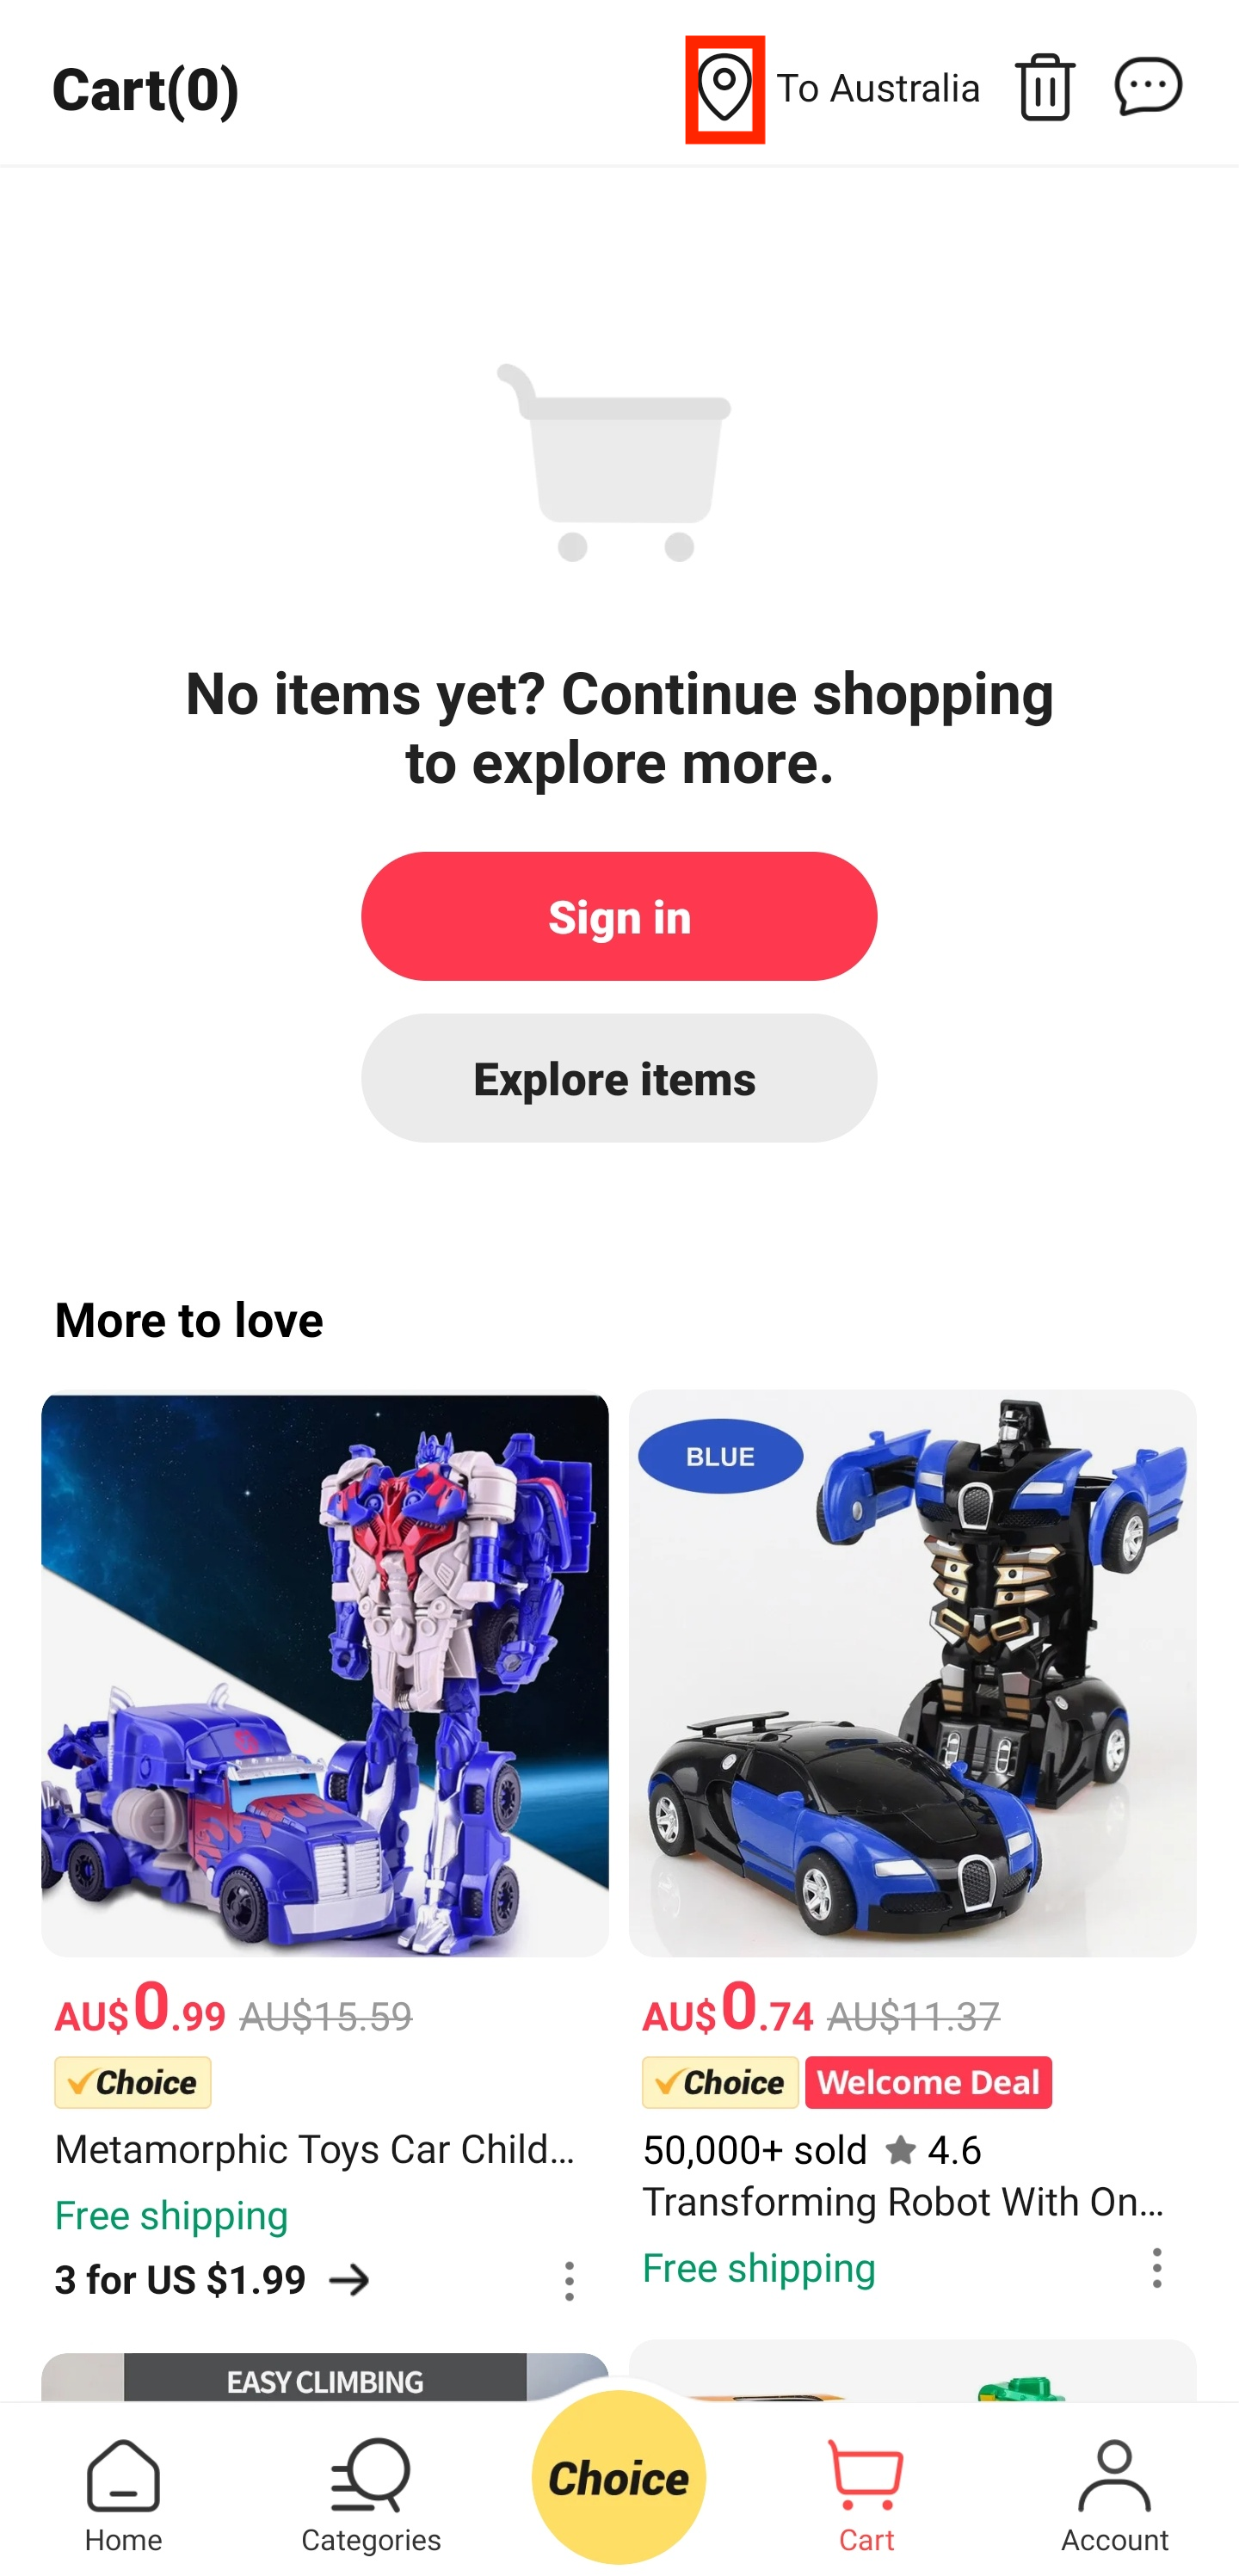 Cart(0)
To Australia
No items yet? Continue shopping
to explore more.
Sign in
Explore items
More to love
BLUE
AU$0.99 AU$15.59
Choice
Metamorphic Toys Car Child...
Free shipping
3 for US $1.99
AU$0.74 AU$11.37
Choice Welcome Deal
50,000+ sold 4.6
Transforming Robot With On...
Free shipping
EASY CLIMBING
Home
Categories
Choice
Cart
Account